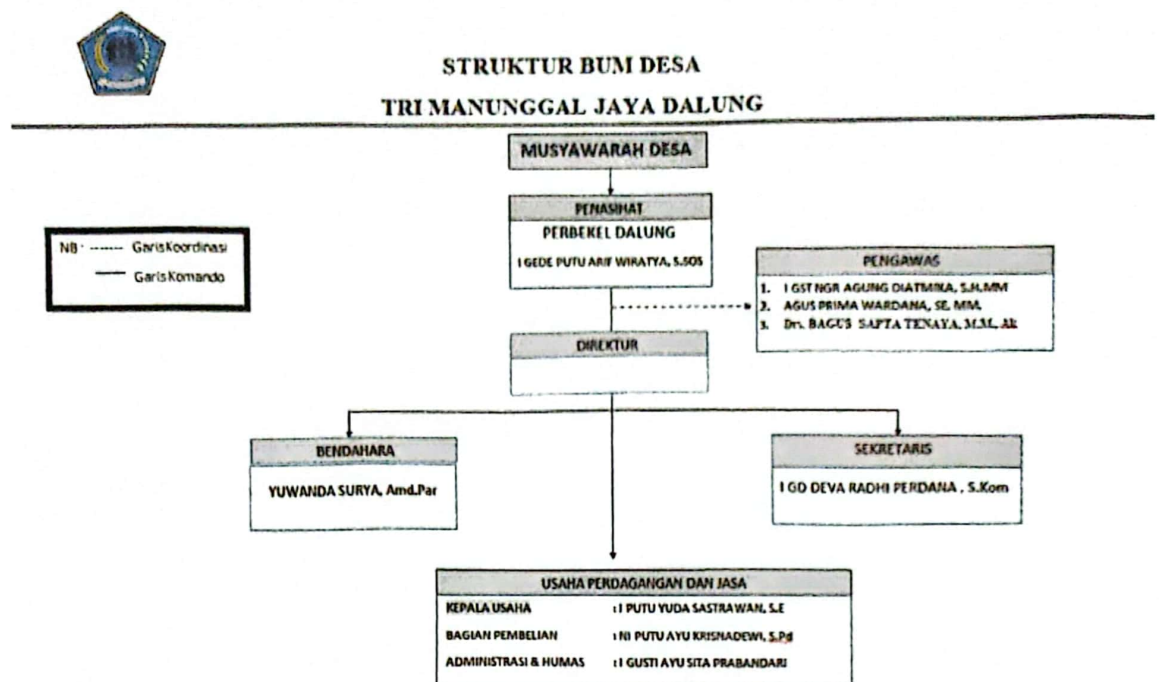 STRUKTUR BUM DESA
TRI MANUNGGAL JAYA DALUNG
MUSYAWARAH DESA
PENASIHAT
PERBEKEL DALUNG
I GEDE PUTU ARIF WIRATYA, S.SOS
NB : ------ Garis Koordinasi
Garis Komando
PENGAWAS
1. I GST NGR AGUNG DIATMIKA, S.H.MM
2. AGUS PRIMA WARDANA, SE, MM.
3. Drs. BAGUS SAPTA TENAYA, M.M., Ak
DIREKTUR
BENDAHARA
YUWANDA SURYA, Amd.Par
SEKRETARIS
I GD DEVA RADHI PERDANA , S.Kom
USAHA PERDAGANGAN DAN JASA
KEPALA USAHA : I PUTU YUDA SASTRAWAN, S.E
BAGIAN PEMBELIAN : NI PUTU AYU KRISNADEWI, S.Pd
ADMINISTRASI & HUMAS : I GUSTI AYU SITA PRABANDARI